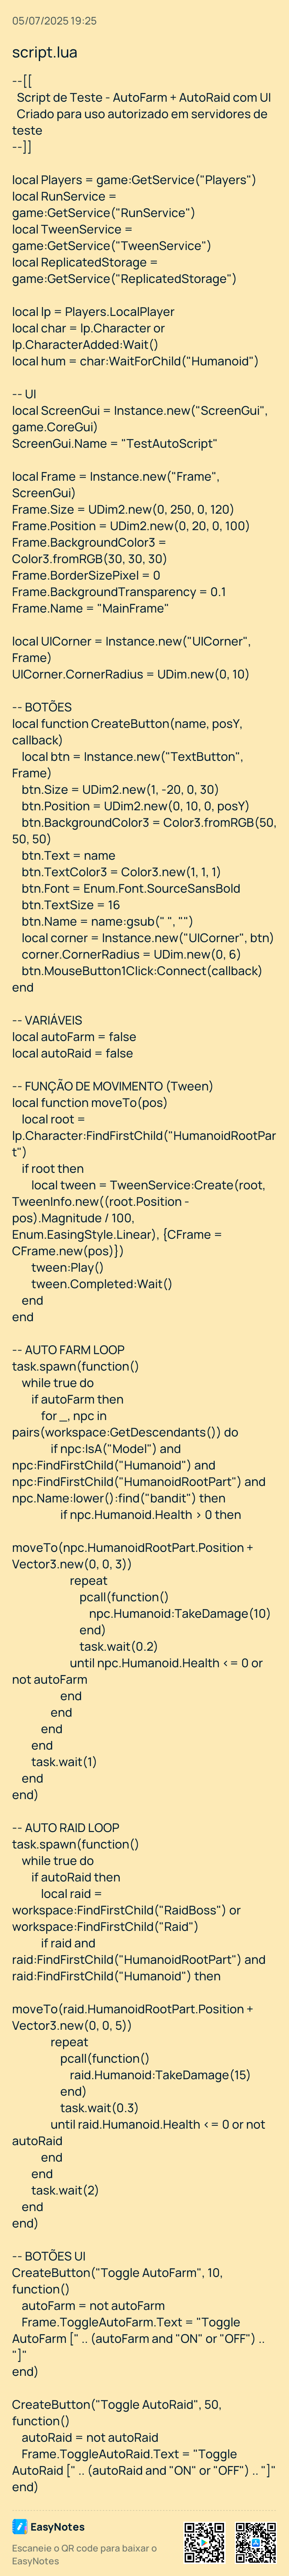 05/07/2025 19:25
script.lua
--[[
Script de Teste - AutoFarm + AutoRaid com UI
Criado para uso autorizado em servidores de
teste
--]]
local Players = game:GetService("Players")
local RunService =
game:GetService("RunService")
local TweenService =
game:GetService("TweenService")
local ReplicatedStorage =
game:GetService("ReplicatedStorage")
local lp = Players.LocalPlayer
local char = lp.Character or
lp.CharacterAdded:Wait()
local hum = char:WaitForChild("Humanoid")
-- UI
local ScreenGui = Instance.new("ScreenGui",
game.CoreGui)
ScreenGui.Name = "TestAutoScript"
local Frame = Instance.new("Frame",
ScreenGui)
Frame.Size = UDim2.new(0, 250, 0, 120)
Frame.Position = UDim2.new(0, 20, 0, 100)
Frame.BackgroundColor3 =
Color3.fromRGB(30, 30, 30)
Frame.BorderSizePixel = 0
Frame.BackgroundTransparency = 0.1
Frame.Name = "MainFrame"
local UICorner = Instance.new("UICorner",
Frame)
UICorner.CornerRadius = UDim.new(0, 10)
-- BOTÕES
local function CreateButton(name, posY,
callback)
local btn = Instance.new("TextButton",
Frame)
btn.Size = UDim2.new(1, -20, 0, 30)
btn.Position = UDim2.new(0, 10, 0, posY)
btn.BackgroundColor3 = Color3.fromRGB(50,
50, 50)
btn.Text = name
btn.TextColor3 = Color3.new(1, 1, 1)
btn.Font = Enum.Font.SourceSansBold
btn.TextSize = 16
btn.Name = name:gsub(" ", "")
local corner = Instance.new("UICorner", btn)
corner.CornerRadius = UDim.new(0, 6)
btn.MouseButton1Click:Connect(callback)
end
-- VARIÁVEIS
local autoFarm = false
local autoRaid = false
-- FUNÇÃO DE MOVIMENTO (Tween)
local function moveTo(pos)
local root =
lp.Character:FindFirstChild("HumanoidRootPar
t")
if root then
local tween = TweenService:Create(root,
TweenInfo.new((root.Position -
pos).Magnitude / 100,
Enum.EasingStyle.Linear), {CFrame =
CFrame.new(pos)})
tween:Play()
tween.Completed:Wait()
end
end
-- AUTO FARM LOOP
task.spawn(function()
while true do
if autoFarm then
for _, npc in
pairs(workspace:GetDescendants()) do
if npc:IsA("Model") and
npc:FindFirstChild("Humanoid") and
npc:FindFirstChild("HumanoidRootPart") and
npc.Name:lower():find("bandit") then
if npc.Humanoid.Health > 0 then
moveTo(npc.HumanoidRootPart.Position +
Vector3.new(0, 0, 3))
repeat
pcall(function()
npc.Humanoid:TakeDamage(10)
end)
task.wait(0.2)
until npc.Humanoid.Health <= 0 or
not autoFarm
end
end
end
end
task.wait(1)
end
end)
-- AUTO RAID LOOP
task.spawn(function()
while true do
if autoRaid then
local raid =
workspace:FindFirstChild("RaidBoss") or
workspace:FindFirstChild("Raid")
if raid and
raid:FindFirstChild("HumanoidRootPart") and
raid:FindFirstChild("Humanoid") then
moveTo(raid.HumanoidRootPart.Position +
Vector3.new(0, 0, 5))
repeat
pcall(function()
raid.Humanoid:TakeDamage(15)
end)
task.wait(0.3)
until raid.Humanoid.Health <= 0 or not
autoRaid
end
end
task.wait(2)
end
end)
-- BOTÕES UI
CreateButton("Toggle AutoFarm", 10,
function()
autoFarm = not autoFarm
Frame.ToggleAutoFarm.Text = "Toggle
AutoFarm [" .. (autoFarm and "ON" or "OFF") ..
"]"
end)
CreateButton("Toggle AutoRaid", 50,
function()
autoRaid = not autoRaid
Frame.ToggleAutoRaid.Text = "Toggle
AutoRaid [" .. (autoRaid and "ON" or "OFF") .. "]"
end)
EasyNotes
Escaneie o QR code para baixar o
EasyNotes